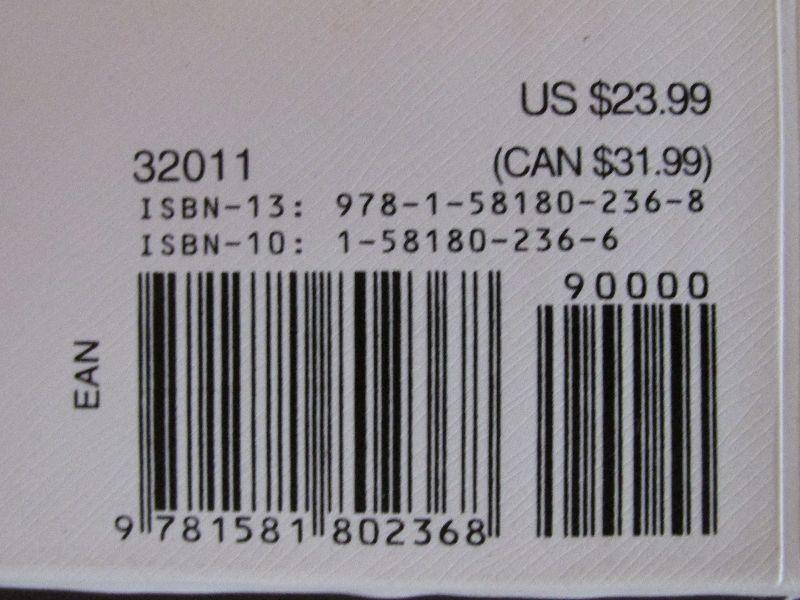 US $23.99
32011 (CAN $31.99)
ISBN-13: 978-1-58180-236-8
ISBN-10: 1-58180-236-6
90000
EAN
9 781581 802368